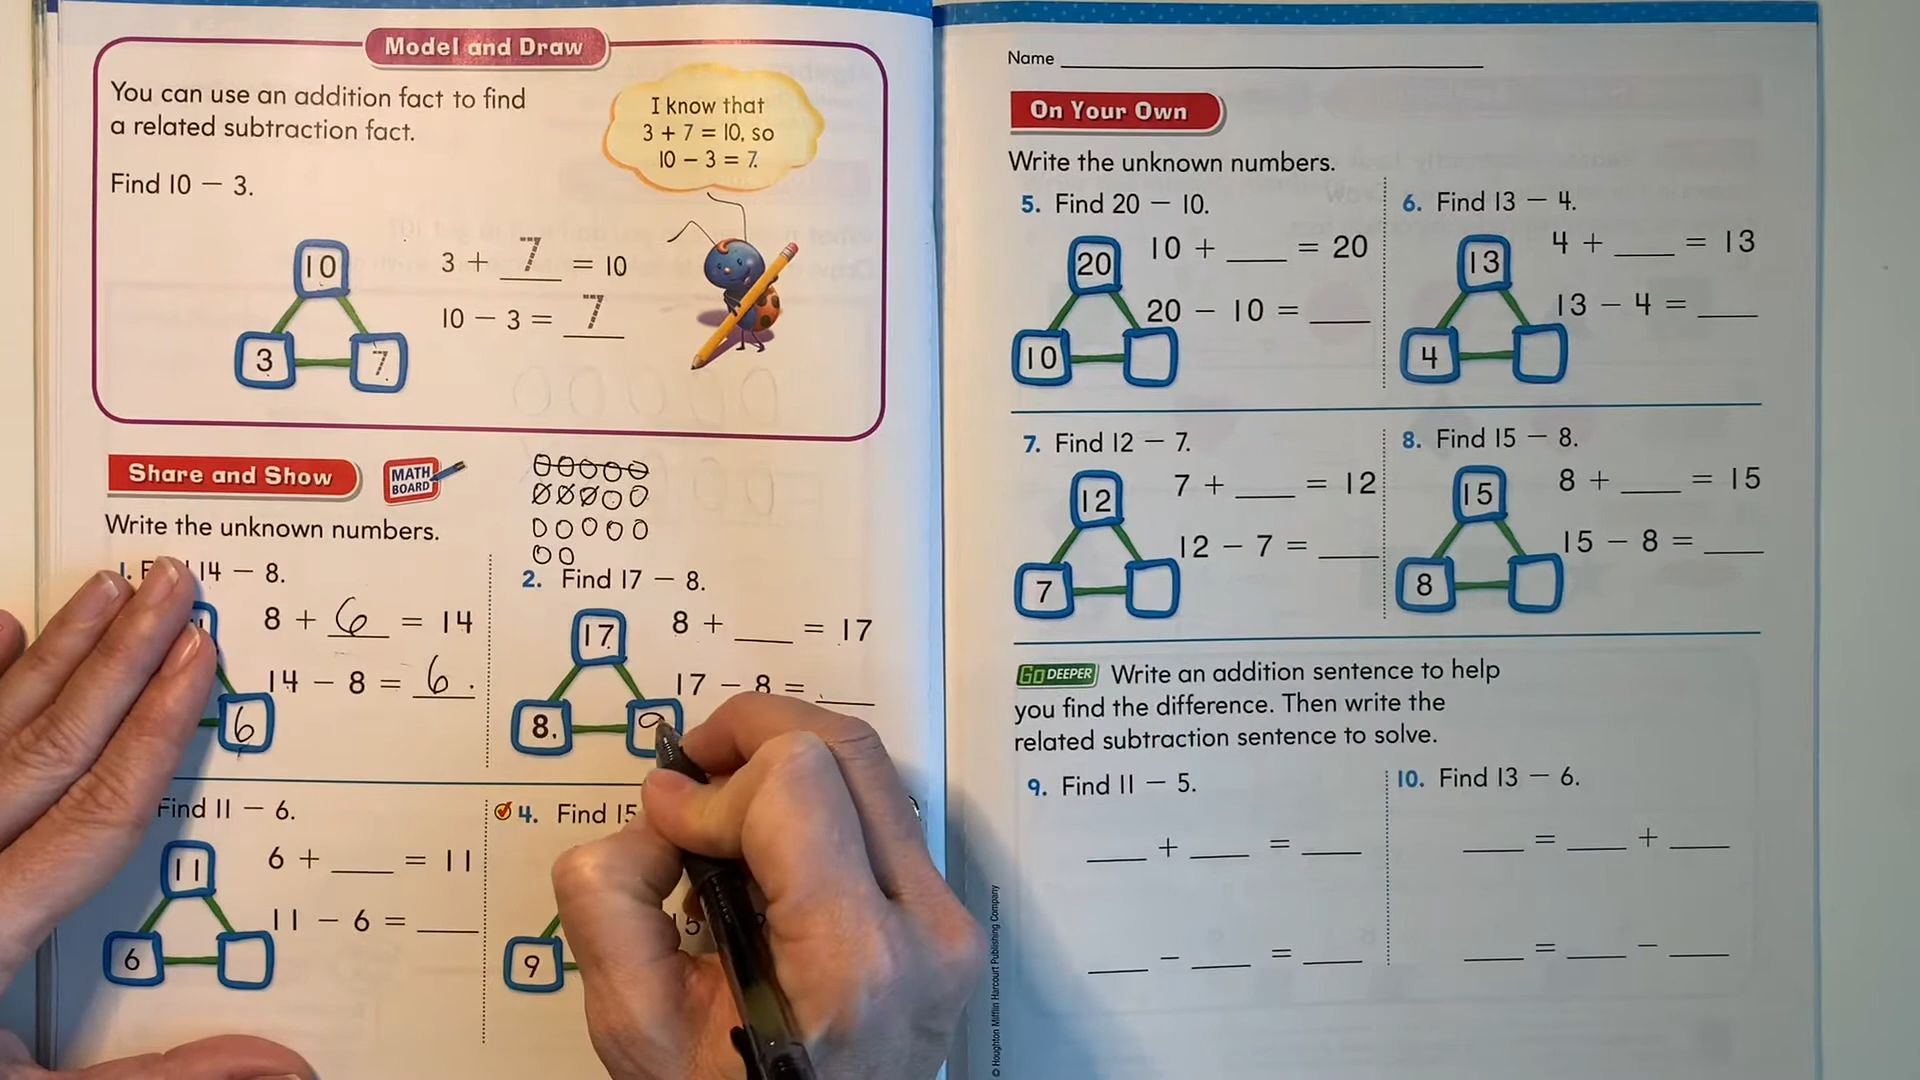 Model and Draw
You can use an addition fact to find
a related subtraction fact.
I know that
3 + 7 = 10, so
10 − 3 = 7.
Find 10 − 3.
10
3
7
3 + 7 = 10
10 − 3 = 7
Share and Show
MATH
BOARD
Write the unknown numbers.
1. 14 − 8.
8 + 6 = 14
14 − 8 = 6
6
2. Find 17 − 8.
17
8
8 + ___ = 17
17 − 8 = ___
Find 11 − 6.
11
6
6 + ___ = 11
11 − 6 = ___
4. Find 15
9
15
Name
On Your Own
Write the unknown numbers.
5. Find 20 − 10.
20
10
10 + ___ = 20
20 − 10 = ___
6. Find 13 − 4.
13
4
4 + ___ = 13
13 − 4 = ___
7. Find 12 − 7.
12
7
7 + ___ = 12
12 − 7 = ___
8. Find 15 − 8.
15
8
8 + ___ = 15
15 − 8 = ___
GO DEEPER Write an addition sentence to help
you find the difference. Then write the
related subtraction sentence to solve.
9. Find 11 − 5.
___ + ___ = ___
___ − ___ = ___
10. Find 13 − 6.
___ = ___ + ___
___ = ___ − ___
© Houghton Mifflin Harcourt Publishing Company